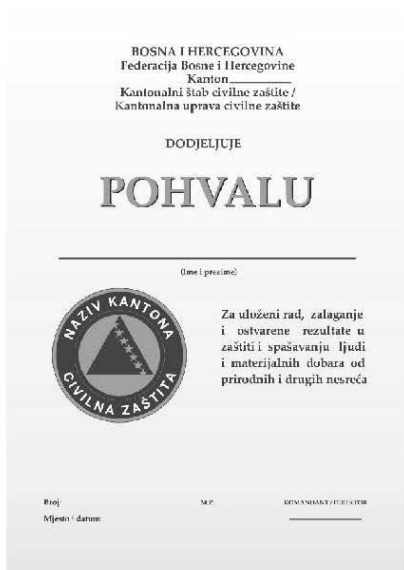 BOSNA I HERCEGOVINA
Federacija Bosne i Hercegovine
Kanton
Kantonalni štab civilne zaštite /
Kantonalna uprava civilne zaštite
DODJELJUJE
POHVALU
(Ime i prezime)
NAZIV KANTONA
CIVILNA ZAŠTITA
Za uloženi rad, zalaganje
i ostvarene rezultate u
zaštiti i spašavanju ljudi
i materijalnih dobara od
prirodnih i drugih nesreća
Broj:
M.P.
KOMANDANT / DIREKTOR
Mjesto i datum: